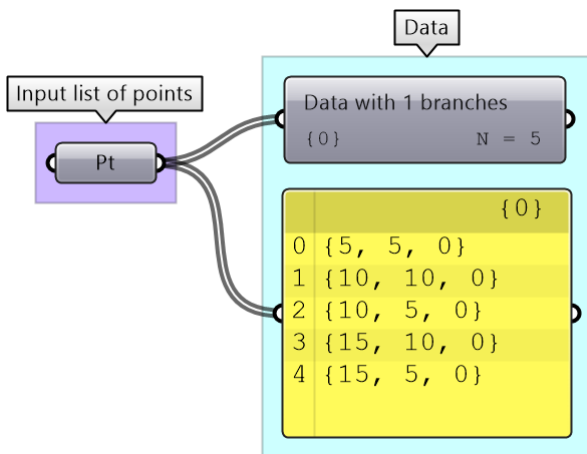 Data
Input list of points
Pt
Data with 1 branches
{0} N = 5
{0}
0 {5, 5, 0}
1 {10, 10, 0}
2 {10, 5, 0}
3 {15, 10, 0}
4 {15, 5, 0}